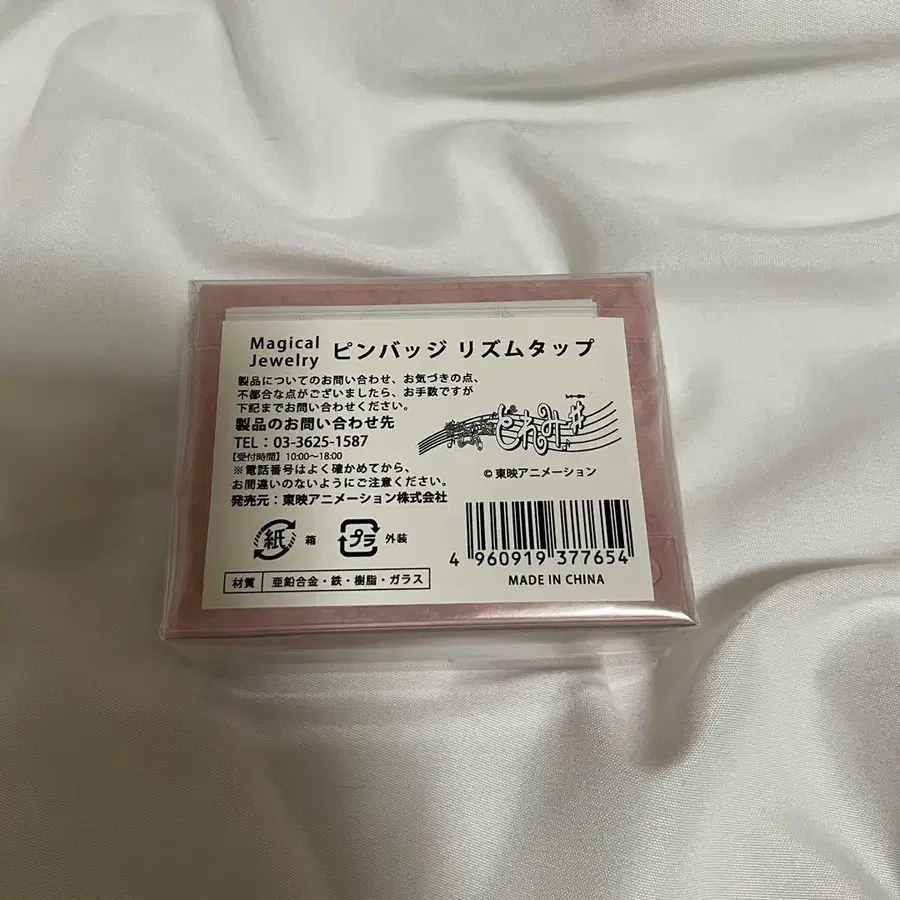 Magical Jewelry ピンバッジ リズムタップ
製品についてのお問い合わせ、お気づきの点、
不都合な点がございましたら、お手数ですが
下記までお問い合わせください。
製品のお問い合わせ先
TEL：03-3625-1587
【受付時間】10:00～18:00
※電話番号はよく確かめてから、
お間違いのないようにご注意ください。
発売元：東映アニメーション株式会社
どれみ#
©東映アニメーション
紙 箱 プラ 外装
4 960919 377654
材質 亜鉛合金・鉄・樹脂・ガラス
MADE IN CHINA